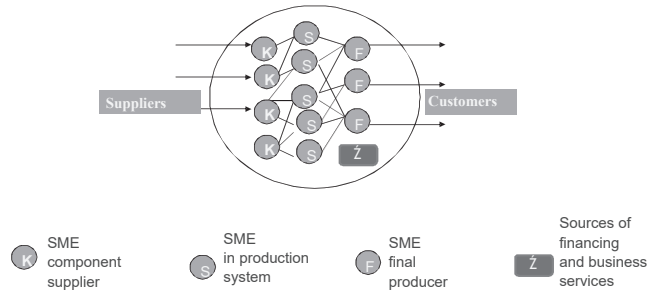 S
K
S
F
K
Suppliers
S
F
Customers
K
S
F
K
S
Ź
K
SME
component
supplier
S
SME
in production
system
F
SME
final
producer
Ź
Sources of
financing
and business
services